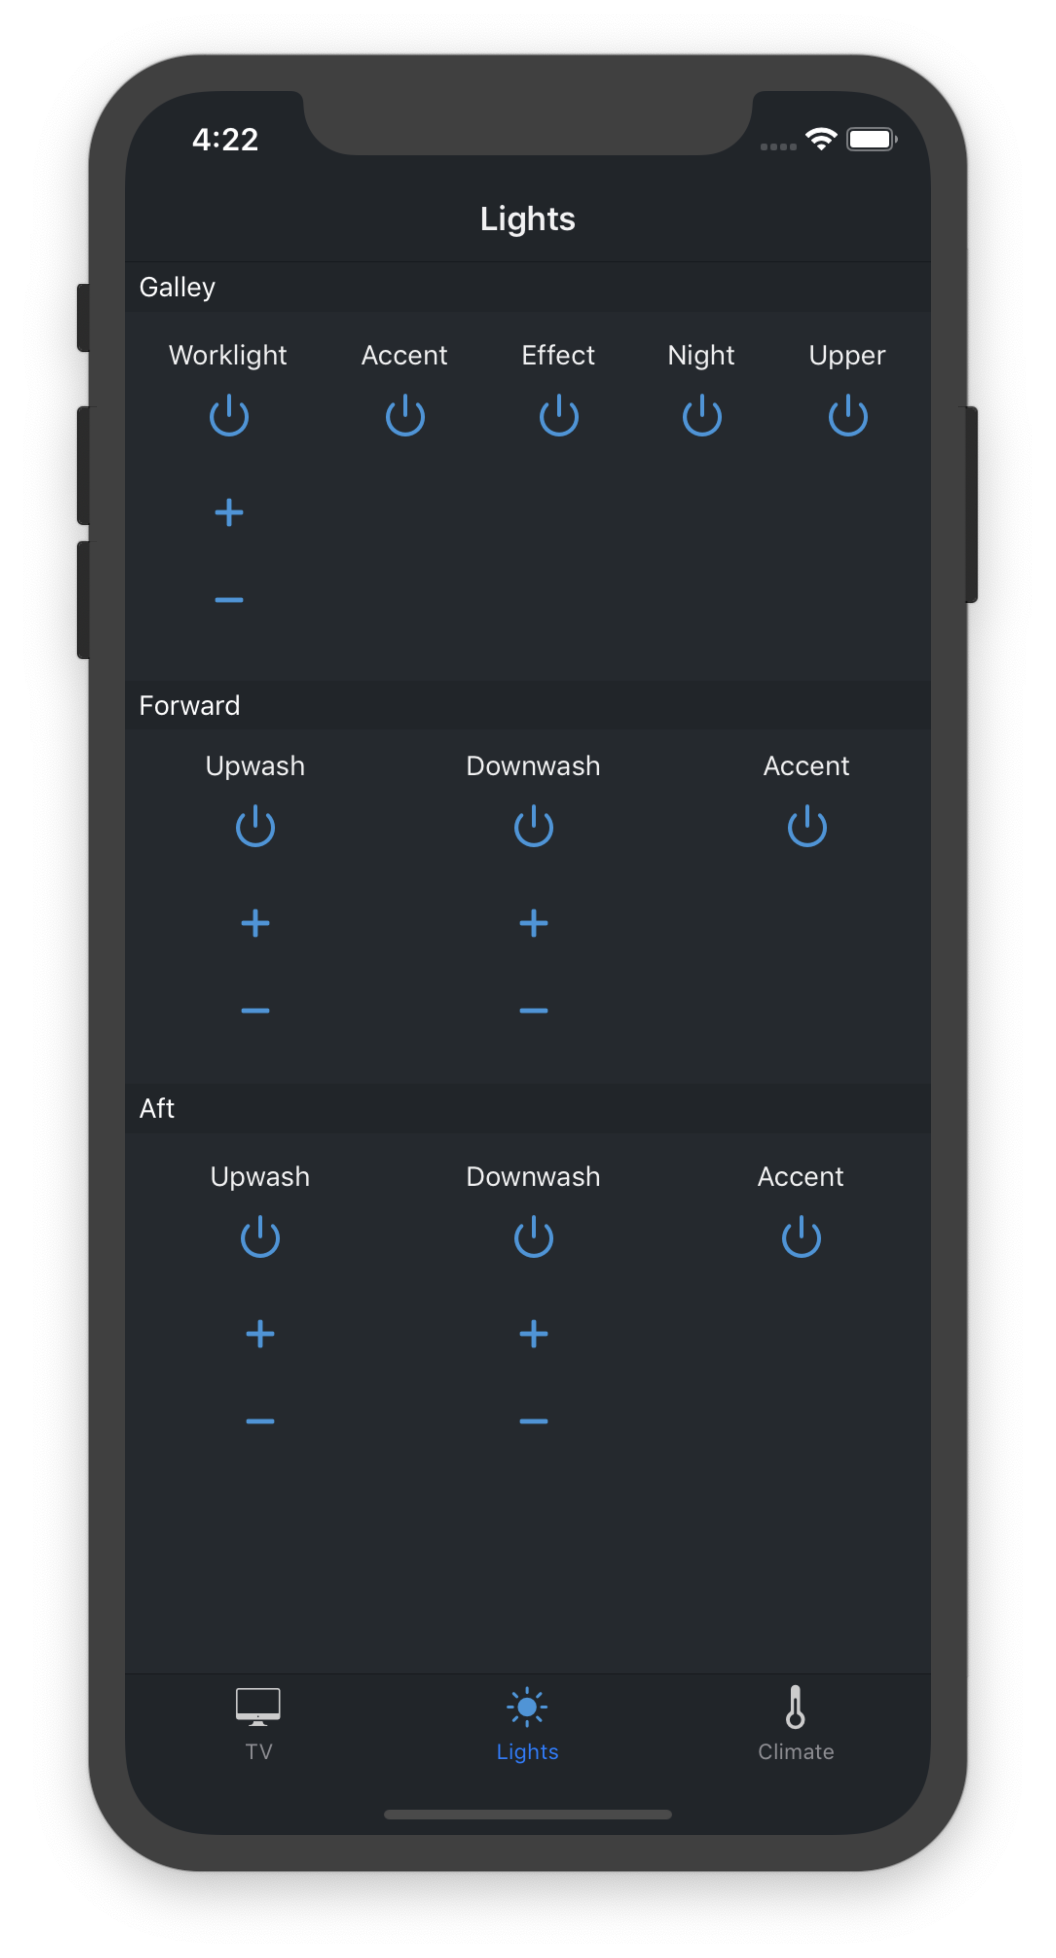 4:22
Lights
Galley
Worklight Accent Effect Night Upper
+
−
Forward
Upwash Downwash Accent
+ +
− −
Aft
Upwash Downwash Accent
+ +
− −
TV Lights Climate